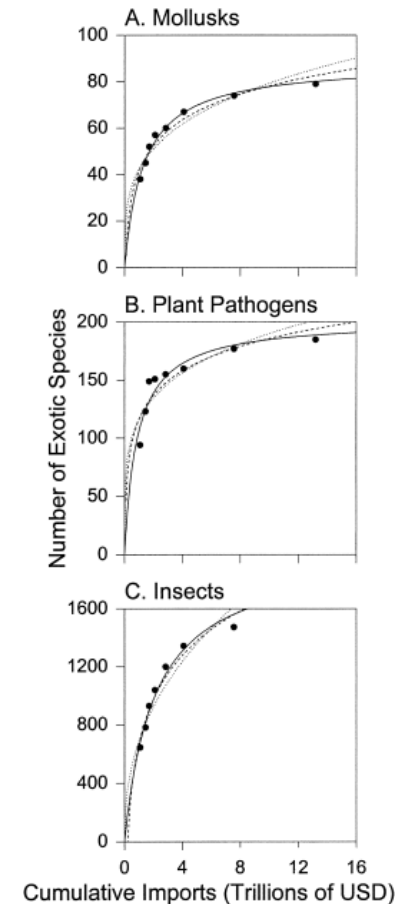 A. Mollusks
100
80
60
40
20
0
B. Plant Pathogens
200
150
100
50
0
Number of Exotic Species
C. Insects
1600
1200
800
400
0
0 4 8 12 16
Cumulative Imports (Trillions of USD)